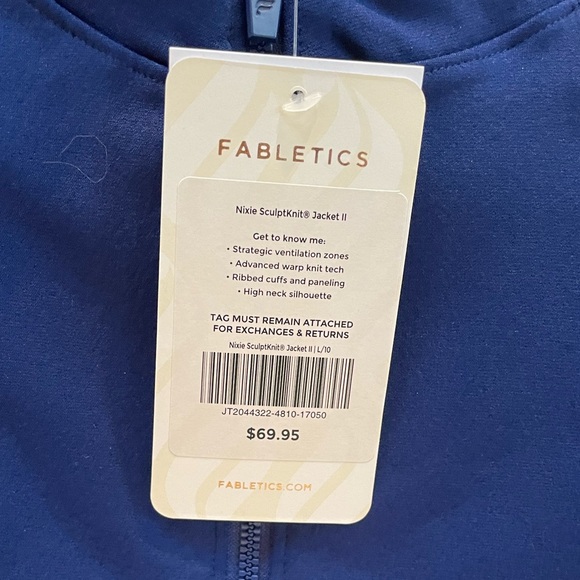 FABLETICS
Nixie SculptKnit® Jacket II
Get to know me:
• Strategic ventilation zones
• Advanced warp knit tech
• Ribbed cuffs and paneling
• High neck silhouette
TAG MUST REMAIN ATTACHED
FOR EXCHANGES & RETURNS
Nixie SculptKnit® Jacket II | L/10
JT2044322-4810-17050
$69.95
FABLETICS.COM